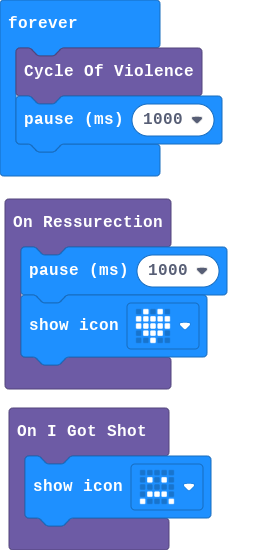 forever
Cycle Of Violence
pause (ms) 1000
On Ressurection
pause (ms) 1000
show icon
On I Got Shot
show icon